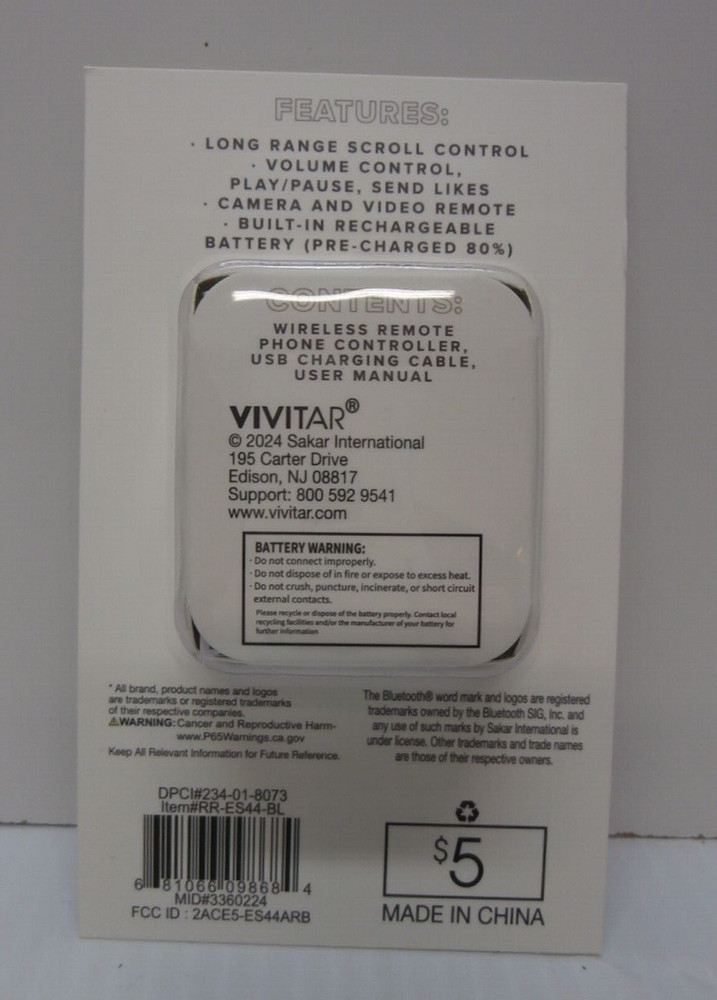 FEATURES:
· LONG RANGE SCROLL CONTROL
· VOLUME CONTROL,
PLAY/PAUSE, SEND LIKES
· CAMERA AND VIDEO REMOTE
· BUILT-IN RECHARGEABLE
BATTERY (PRE-CHARGED 80%)
CONTENTS:
WIRELESS REMOTE
PHONE CONTROLLER,
USB CHARGING CABLE,
USER MANUAL
VIVITAR®
© 2024 Sakar International
195 Carter Drive
Edison, NJ 08817
Support: 800 592 9541
www.vivitar.com
BATTERY WARNING:
· Do not connect improperly.
· Do not dispose of in fire or expose to excess heat.
· Do not crush, puncture, incinerate, or short circuit
external contacts.
Please recycle or dispose of the battery properly. Contact local
recycling facilities and/or the manufacturer of your battery for
further information
* All brand, product names and logos
are trademarks or registered trademarks
of their respective companies.
⚠WARNING: Cancer and Reproductive Harm-
www.P65Warnings.ca.gov
Keep All Relevant Information for Future Reference.
The Bluetooth® word mark and logos are registered
trademarks owned by the Bluetooth SIG, Inc. and
any use of such marks by Sakar International is
under license. Other trademarks and trade names
are those of their respective owners.
DPCI#234-01-8073
Item#RR-ES44-BL
6 81066 09868 4
MID#3360224
FCC ID : 2ACE5-ES44ARB
$5
MADE IN CHINA